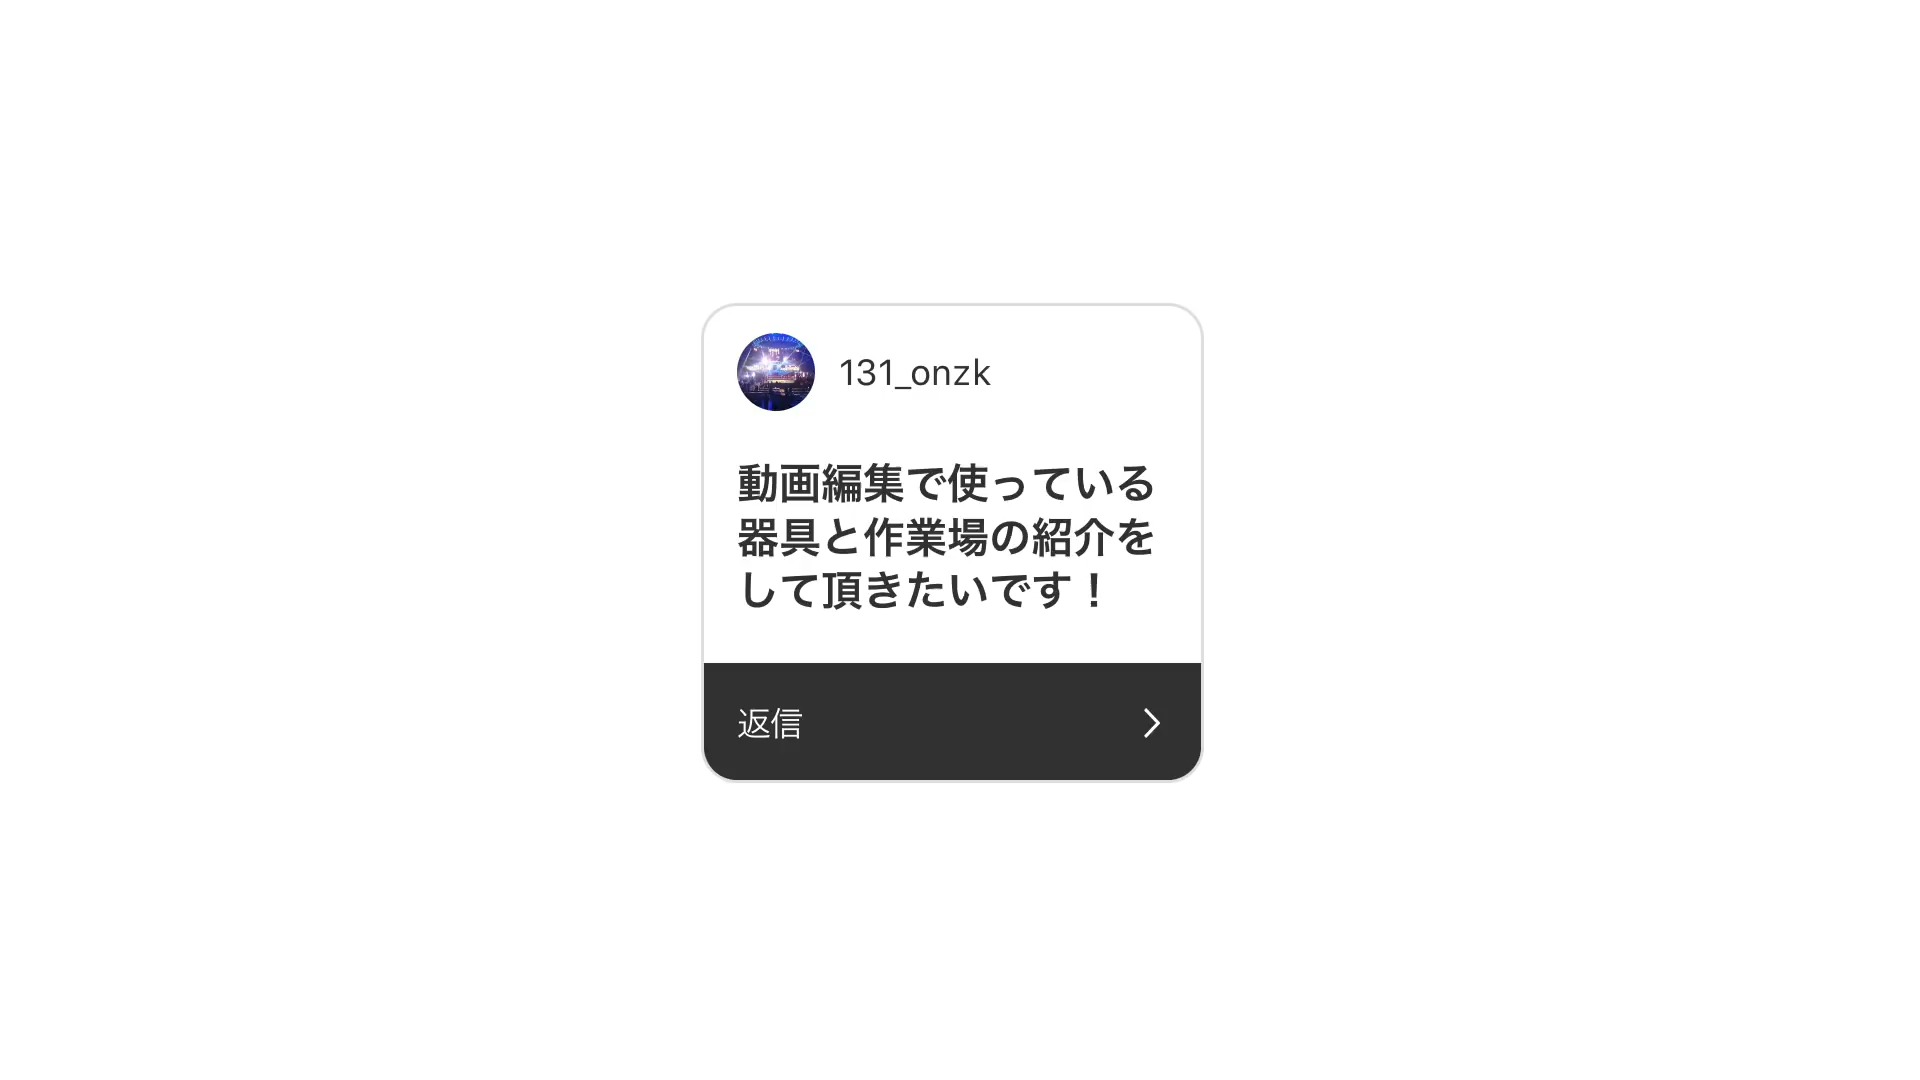 131_onzk
動画編集で使っている
器具と作業場の紹介を
して頂きたいです！
返信